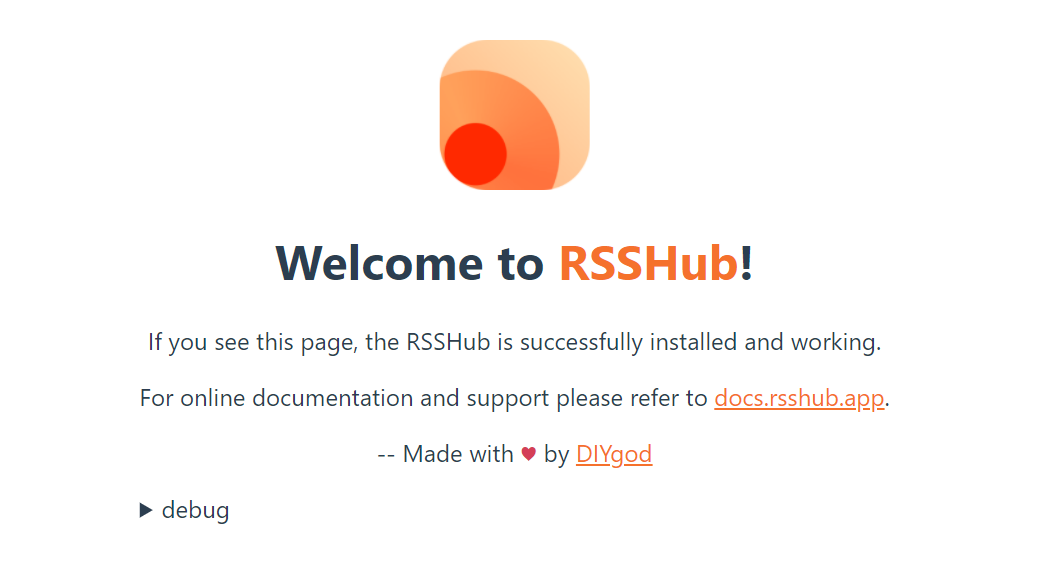 Welcome to RSSHub!
If you see this page, the RSSHub is successfully installed and working.
For online documentation and support please refer to docs.rsshub.app.
-- Made with ♥ by DIYgod
▶ debug